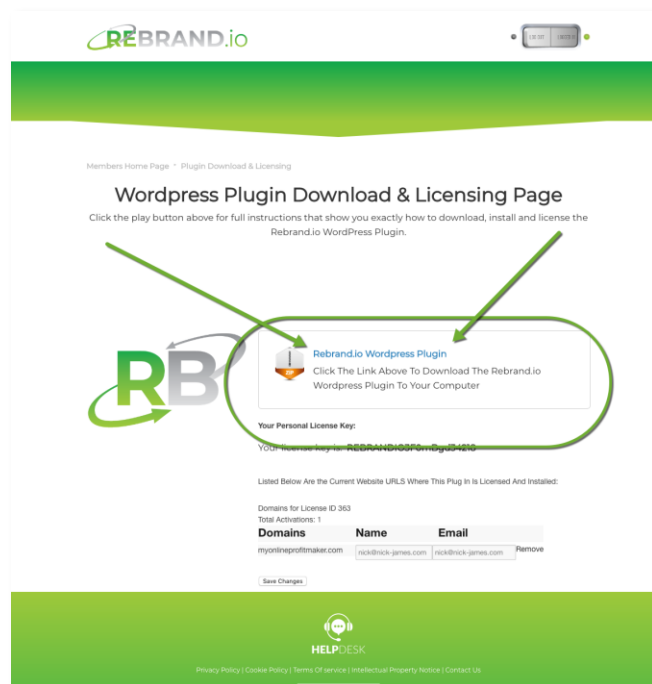 REBRAND.io
Members Home Page - Plugin Download & Licensing
Wordpress Plugin Download & Licensing Page
Click the play button above for full instructions that show you exactly how to download, install and license the
Rebrand.io WordPress Plugin.
RB
Rebrand.io Wordpress Plugin
ZIP
Click The Link Above To Download The Rebrand.io
Wordpress Plugin To Your Computer
Your Personal License Key:
Your license key is:
Listed Below Are the Current Website URLS Where This Plug In Is Licensed And Installed:
Domains for License ID 363
Total Activations: 1
Domains Name Email
myonlineprofitmaker.com nick@nick-james.com nick@nick-james.com Remove
Save Changes
HELPDESK
Privacy Policy | Cookie Policy | Terms Of service | Intellectual Property Notice | Contact Us